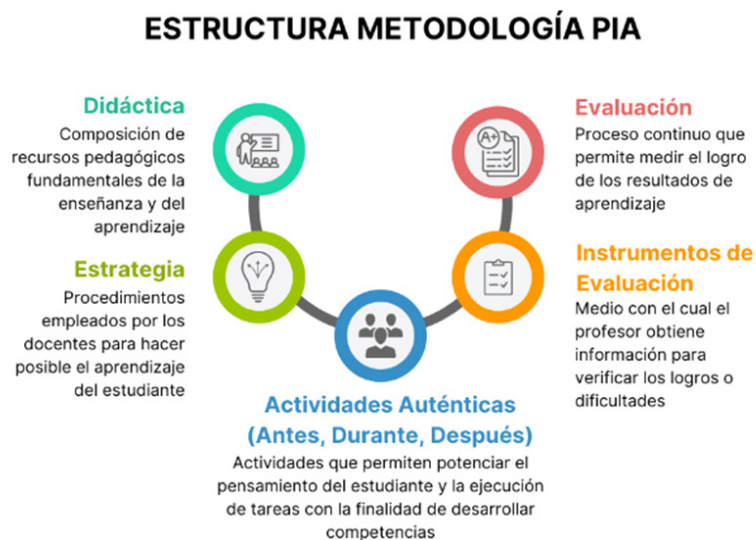 ESTRUCTURA METODOLOGÍA PIA
Didáctica
Composición de
recursos pedagógicos
fundamentales de la
enseñanza y del
aprendizaje
Estrategia
Procedimientos
empleados por los
docentes para hacer
posible el aprendizaje
del estudiante
Actividades Auténticas
(Antes, Durante, Después)
Actividades que permiten potenciar el
pensamiento del estudiante y la ejecución
de tareas con la finalidad de desarrollar
competencias
Instrumentos de
Evaluación
Medio con el cual el
profesor obtiene
información para
verificar los logros o
dificultades
Evaluación
Proceso continuo que
permite medir el logro
de los resultados de
aprendizaje
A+